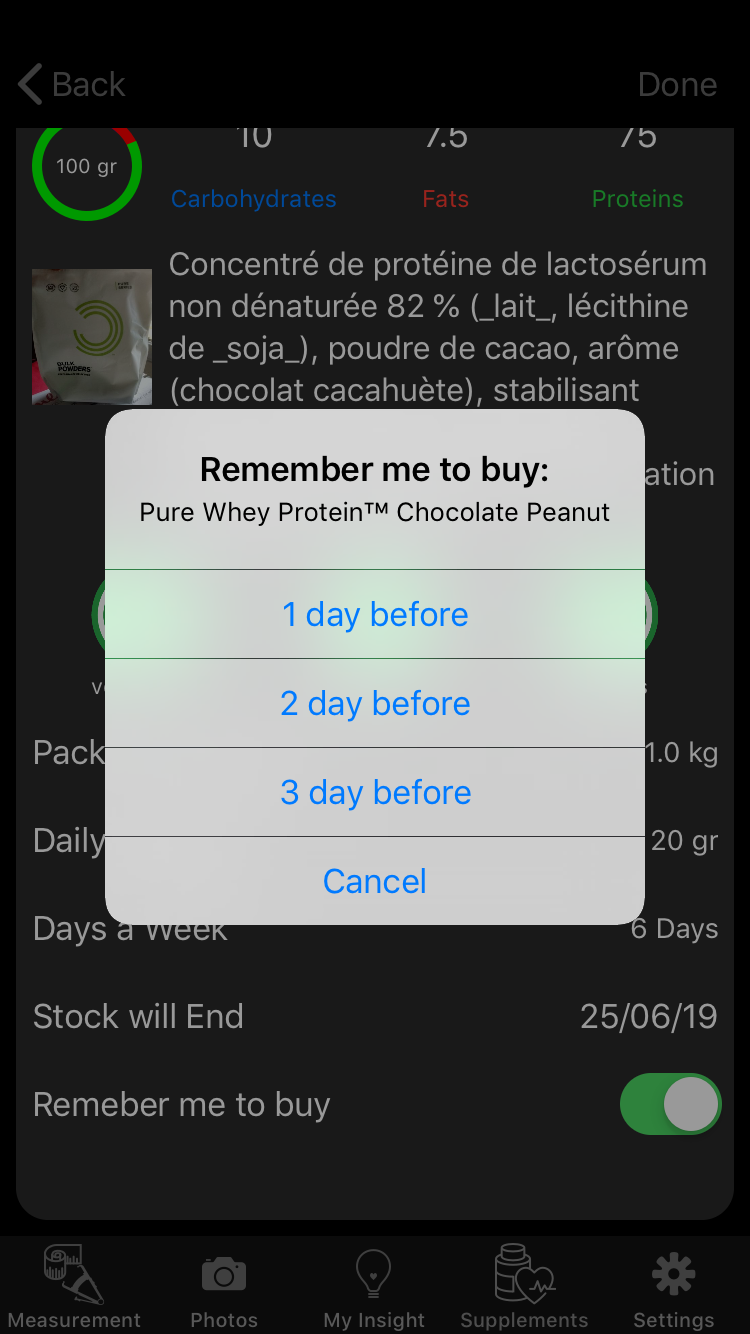 Back
Done
100 gr
10
7.5
75
Carbohydrates
Fats
Proteins
Concentré de protéine de lactosérum
non dénaturée 82 % (_lait_, lécithine
de _soja_), poudre de cacao, arôme
(chocolat cacahuète), stabilisant
BULK
POWDERS
ation
Remember me to buy:
Pure Whey Protein™ Chocolate Peanut
1 day before
2 day before
3 day before
Cancel
Pack
1.0 kg
Daily
20 gr
Days a Week
6 Days
Stock will End
25/06/19
Remeber me to buy
Measurement
Photos
My Insight
Supplements
Settings